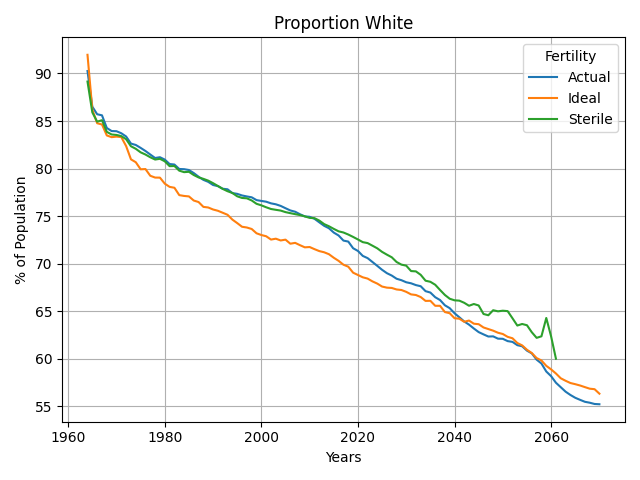 Proportion White
Fertility
Actual
Ideal
Sterile
90
85
80
75
70
65
60
55
% of Population
1960 1980 2000 2020 2040 2060
Years